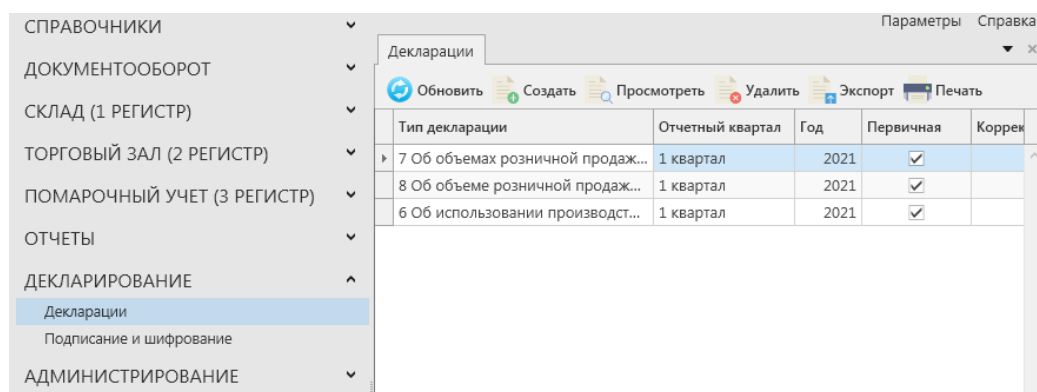 СПРАВОЧНИКИ
ДОКУМЕНТООБОРОТ
СКЛАД (1 РЕГИСТР)
ТОРГОВЫЙ ЗАЛ (2 РЕГИСТР)
ПОМАРОЧНЫЙ УЧЕТ (3 РЕГИСТР)
ОТЧЕТЫ
ДЕКЛАРИРОВАНИЕ
Декларации
Подписание и шифрование
АДМИНИСТРИРОВАНИЕ
Параметры Справка
Декларации
Обновить Создать Просмотреть Удалить Экспорт Печать
Тип декларации Отчетный квартал Год Первичная Коррек
7 Об объемах розничной продаж... 1 квартал 2021
8 Об объеме розничной продаж... 1 квартал 2021
6 Об использовании производст... 1 квартал 2021